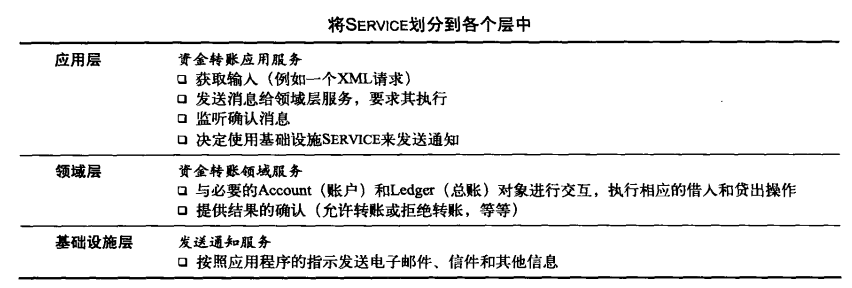 将SERVICE划分到各个层中
应用层 资金转账应用服务
□ 获取输入（例如一个XML请求）
□ 发送消息给领域层服务，要求其执行
□ 监听确认消息
□ 决定使用基础设施SERVICE来发送通知
领域层 资金转账领域服务
□ 与必要的Account（账户）和Ledger（总账）对象进行交互，执行相应的借入和贷出操作
□ 提供结果的确认（允许转账或拒绝转账，等等）
基础设施层 发送通知服务
□ 按照应用程序的指示发送电子邮件、信件和其他信息